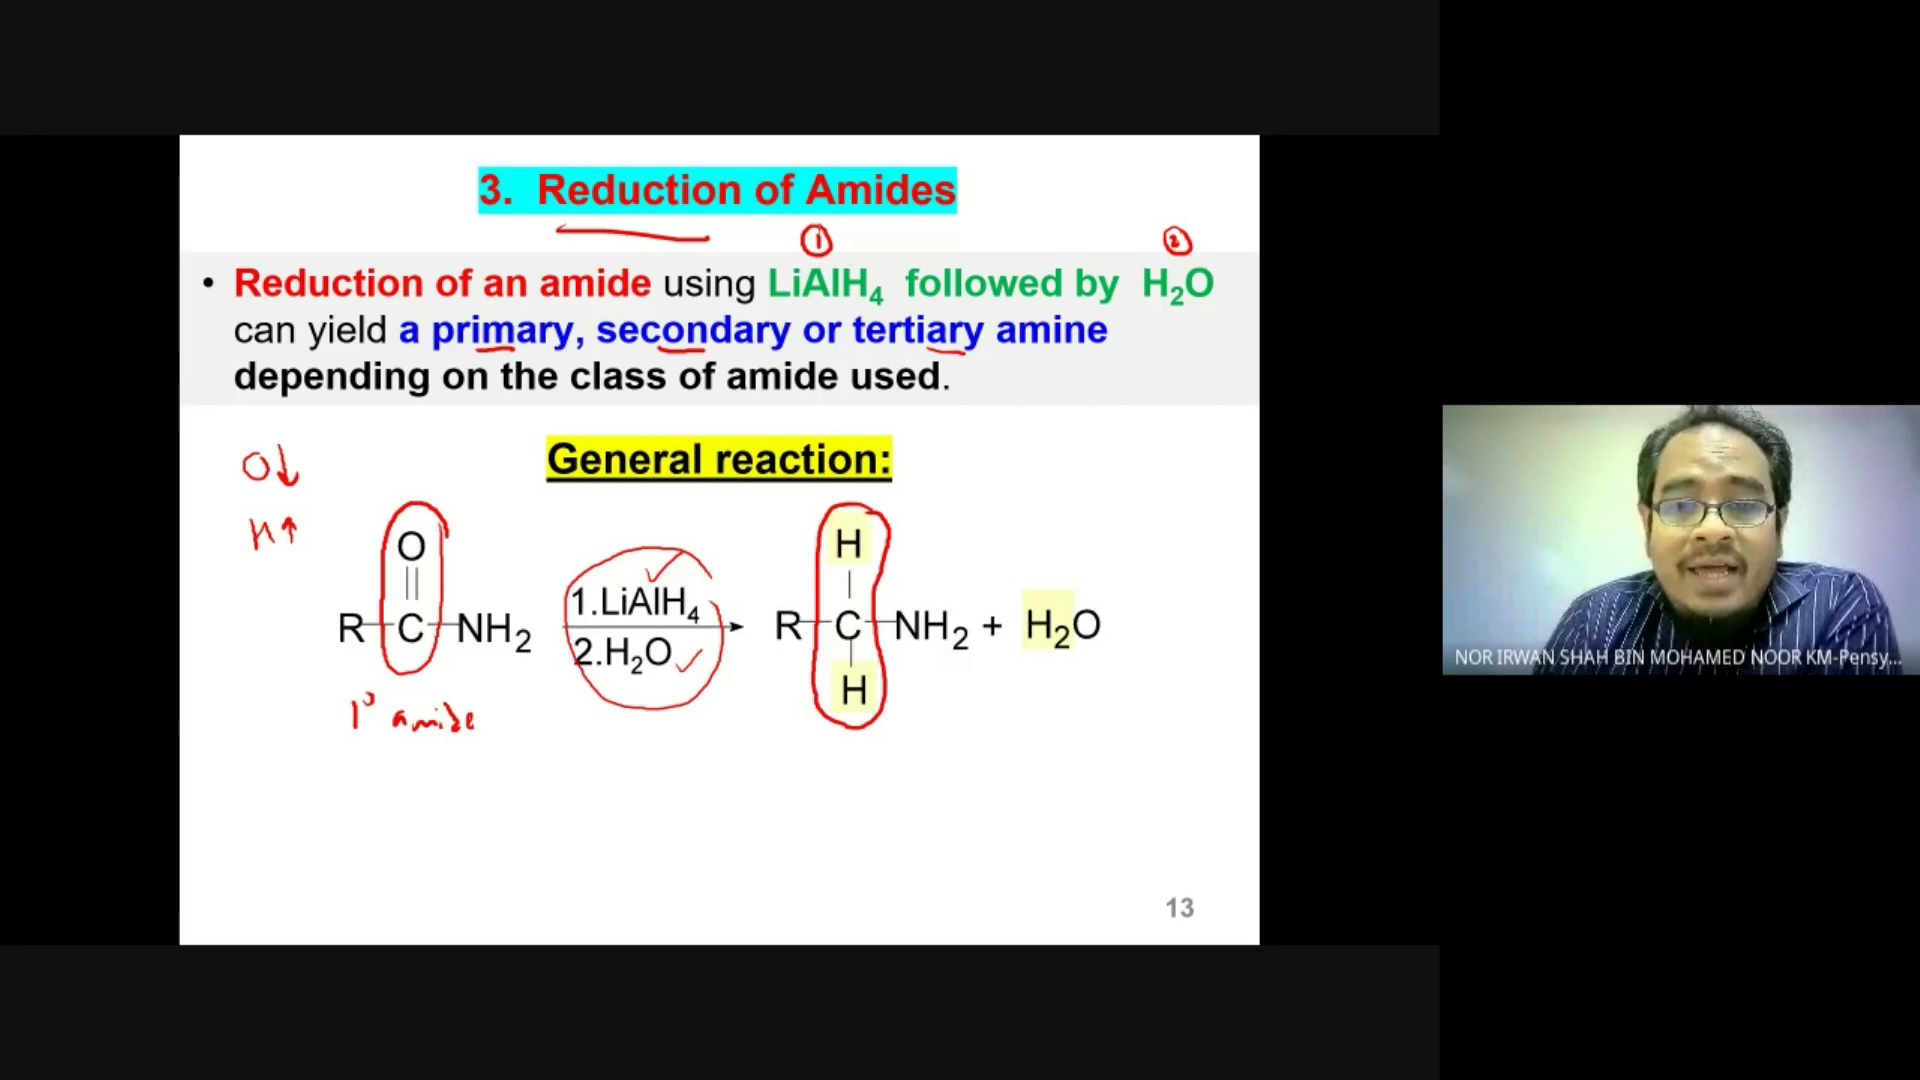 3. Reduction of Amides
① ②
• Reduction of an amide using LiAlH₄ followed by H₂O
can yield a primary, secondary or tertiary amine
depending on the class of amide used.
General reaction:
O↓
H↑
O
||
R-C-NH₂
1.LiAlH₄
2.H₂O
H
|
R-C-NH₂ + H₂O
|
H
1° amide
13
NOR IRWAN SHAH BIN MOHAMED NOOR KM-Pensy...